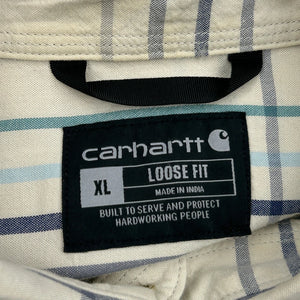 carhartt
XL
LOOSE FIT
MADE IN INDIA
BUILT TO SERVE AND PROTECT
HARDWORKING PEOPLE